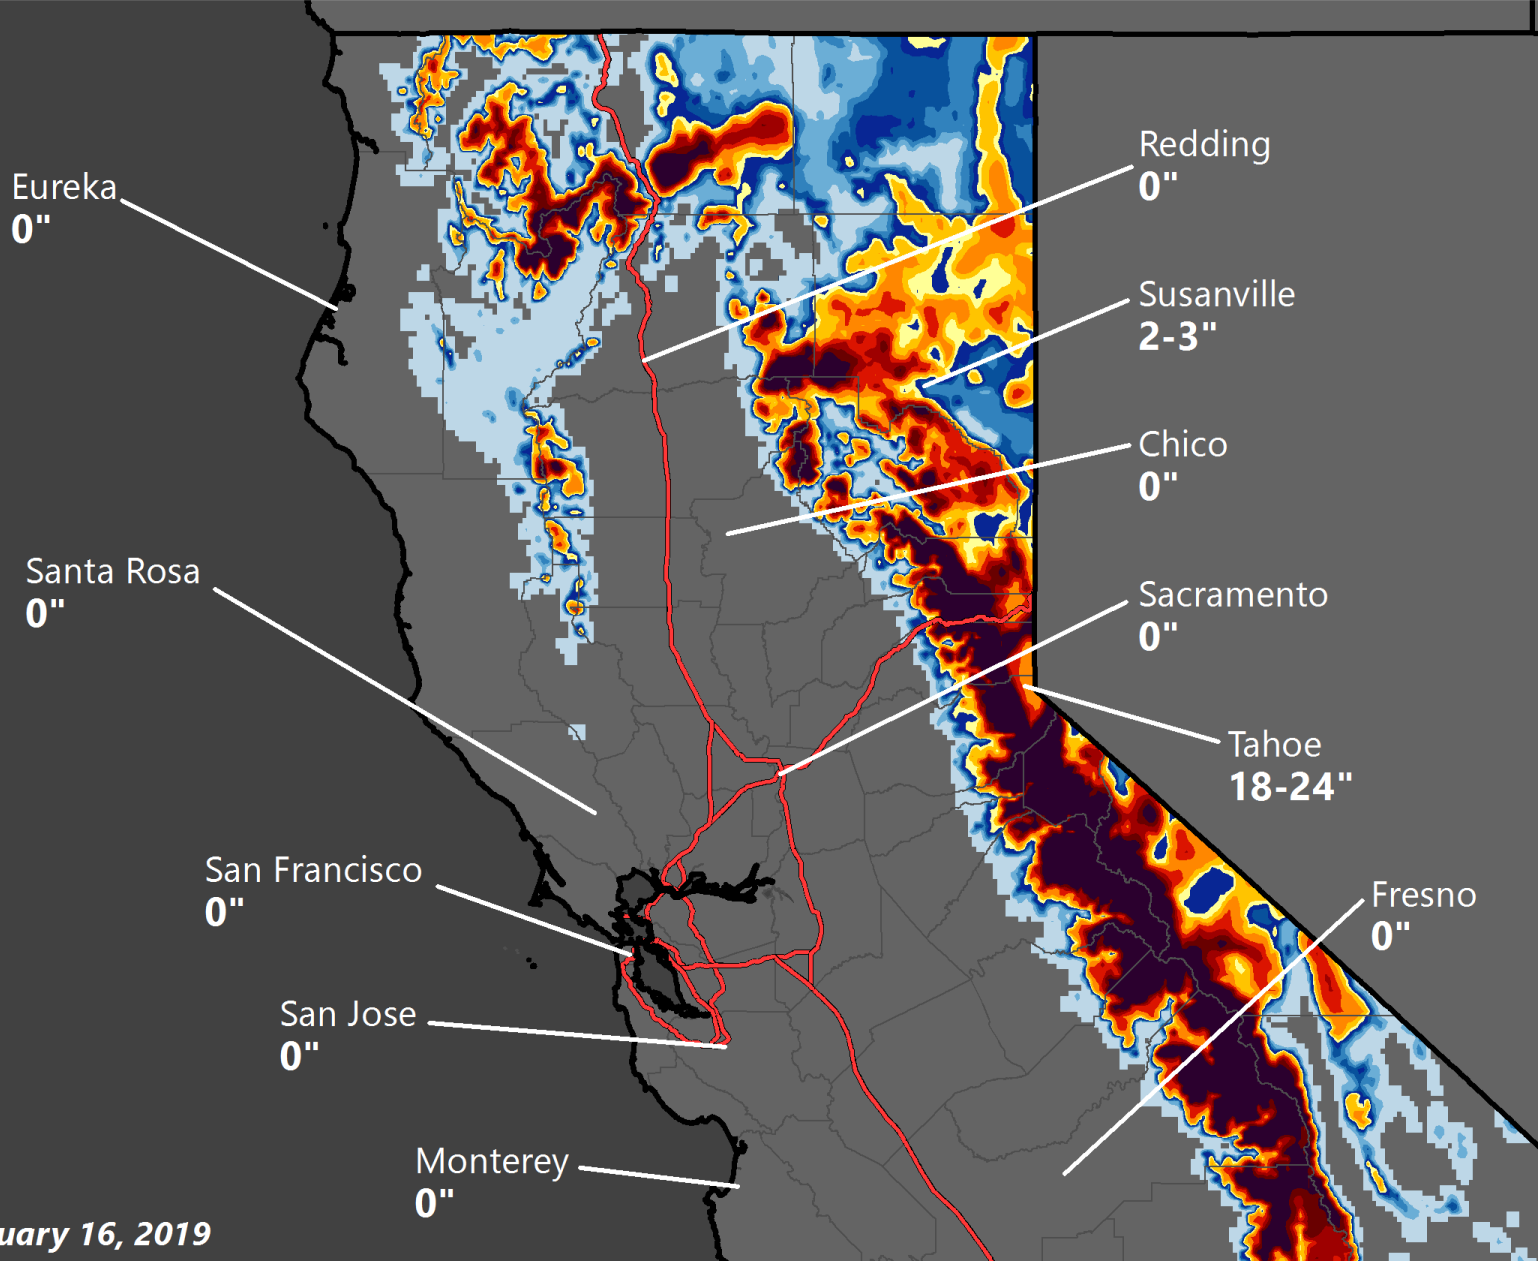 Redding
0"
Eureka
0"
Susanville
2-3"
Chico
0"
Santa Rosa
0"
Sacramento
0"
Tahoe
18-24"
San Francisco
0"
Fresno
0"
San Jose
0"
Monterey
0"
uary 16, 2019